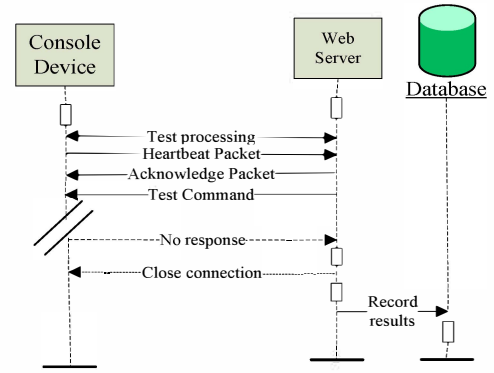 Console
Device
Web
Server
Database
Test processing
Heartbeat Packet
Acknowledge Packet
Test Command
No response
Close connection
Record
results